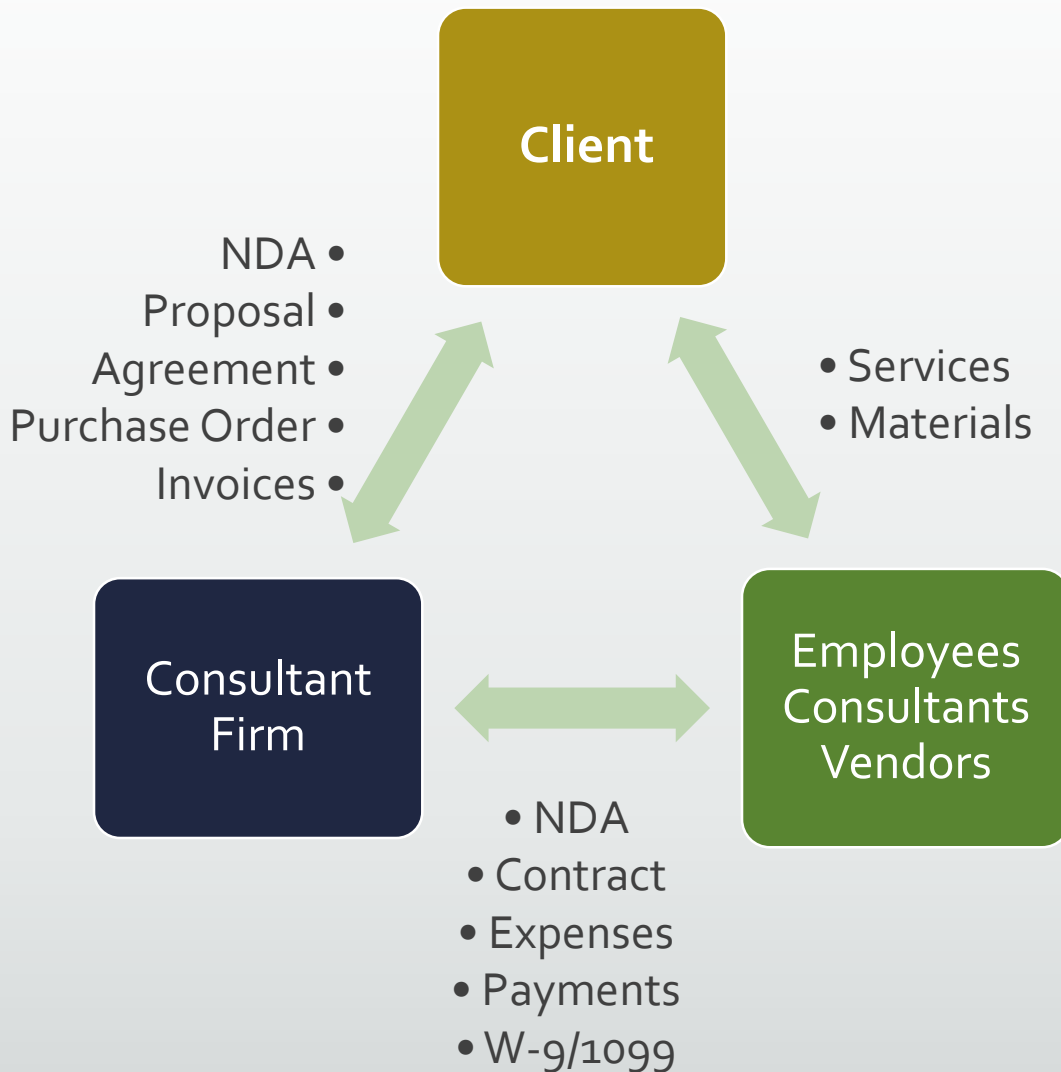 Client
NDA •
Proposal •
Agreement •
Purchase Order •
Invoices •
• Services
• Materials
Consultant
Firm
Employees
Consultants
Vendors
• NDA
• Contract
• Expenses
• Payments
• W-9/1099